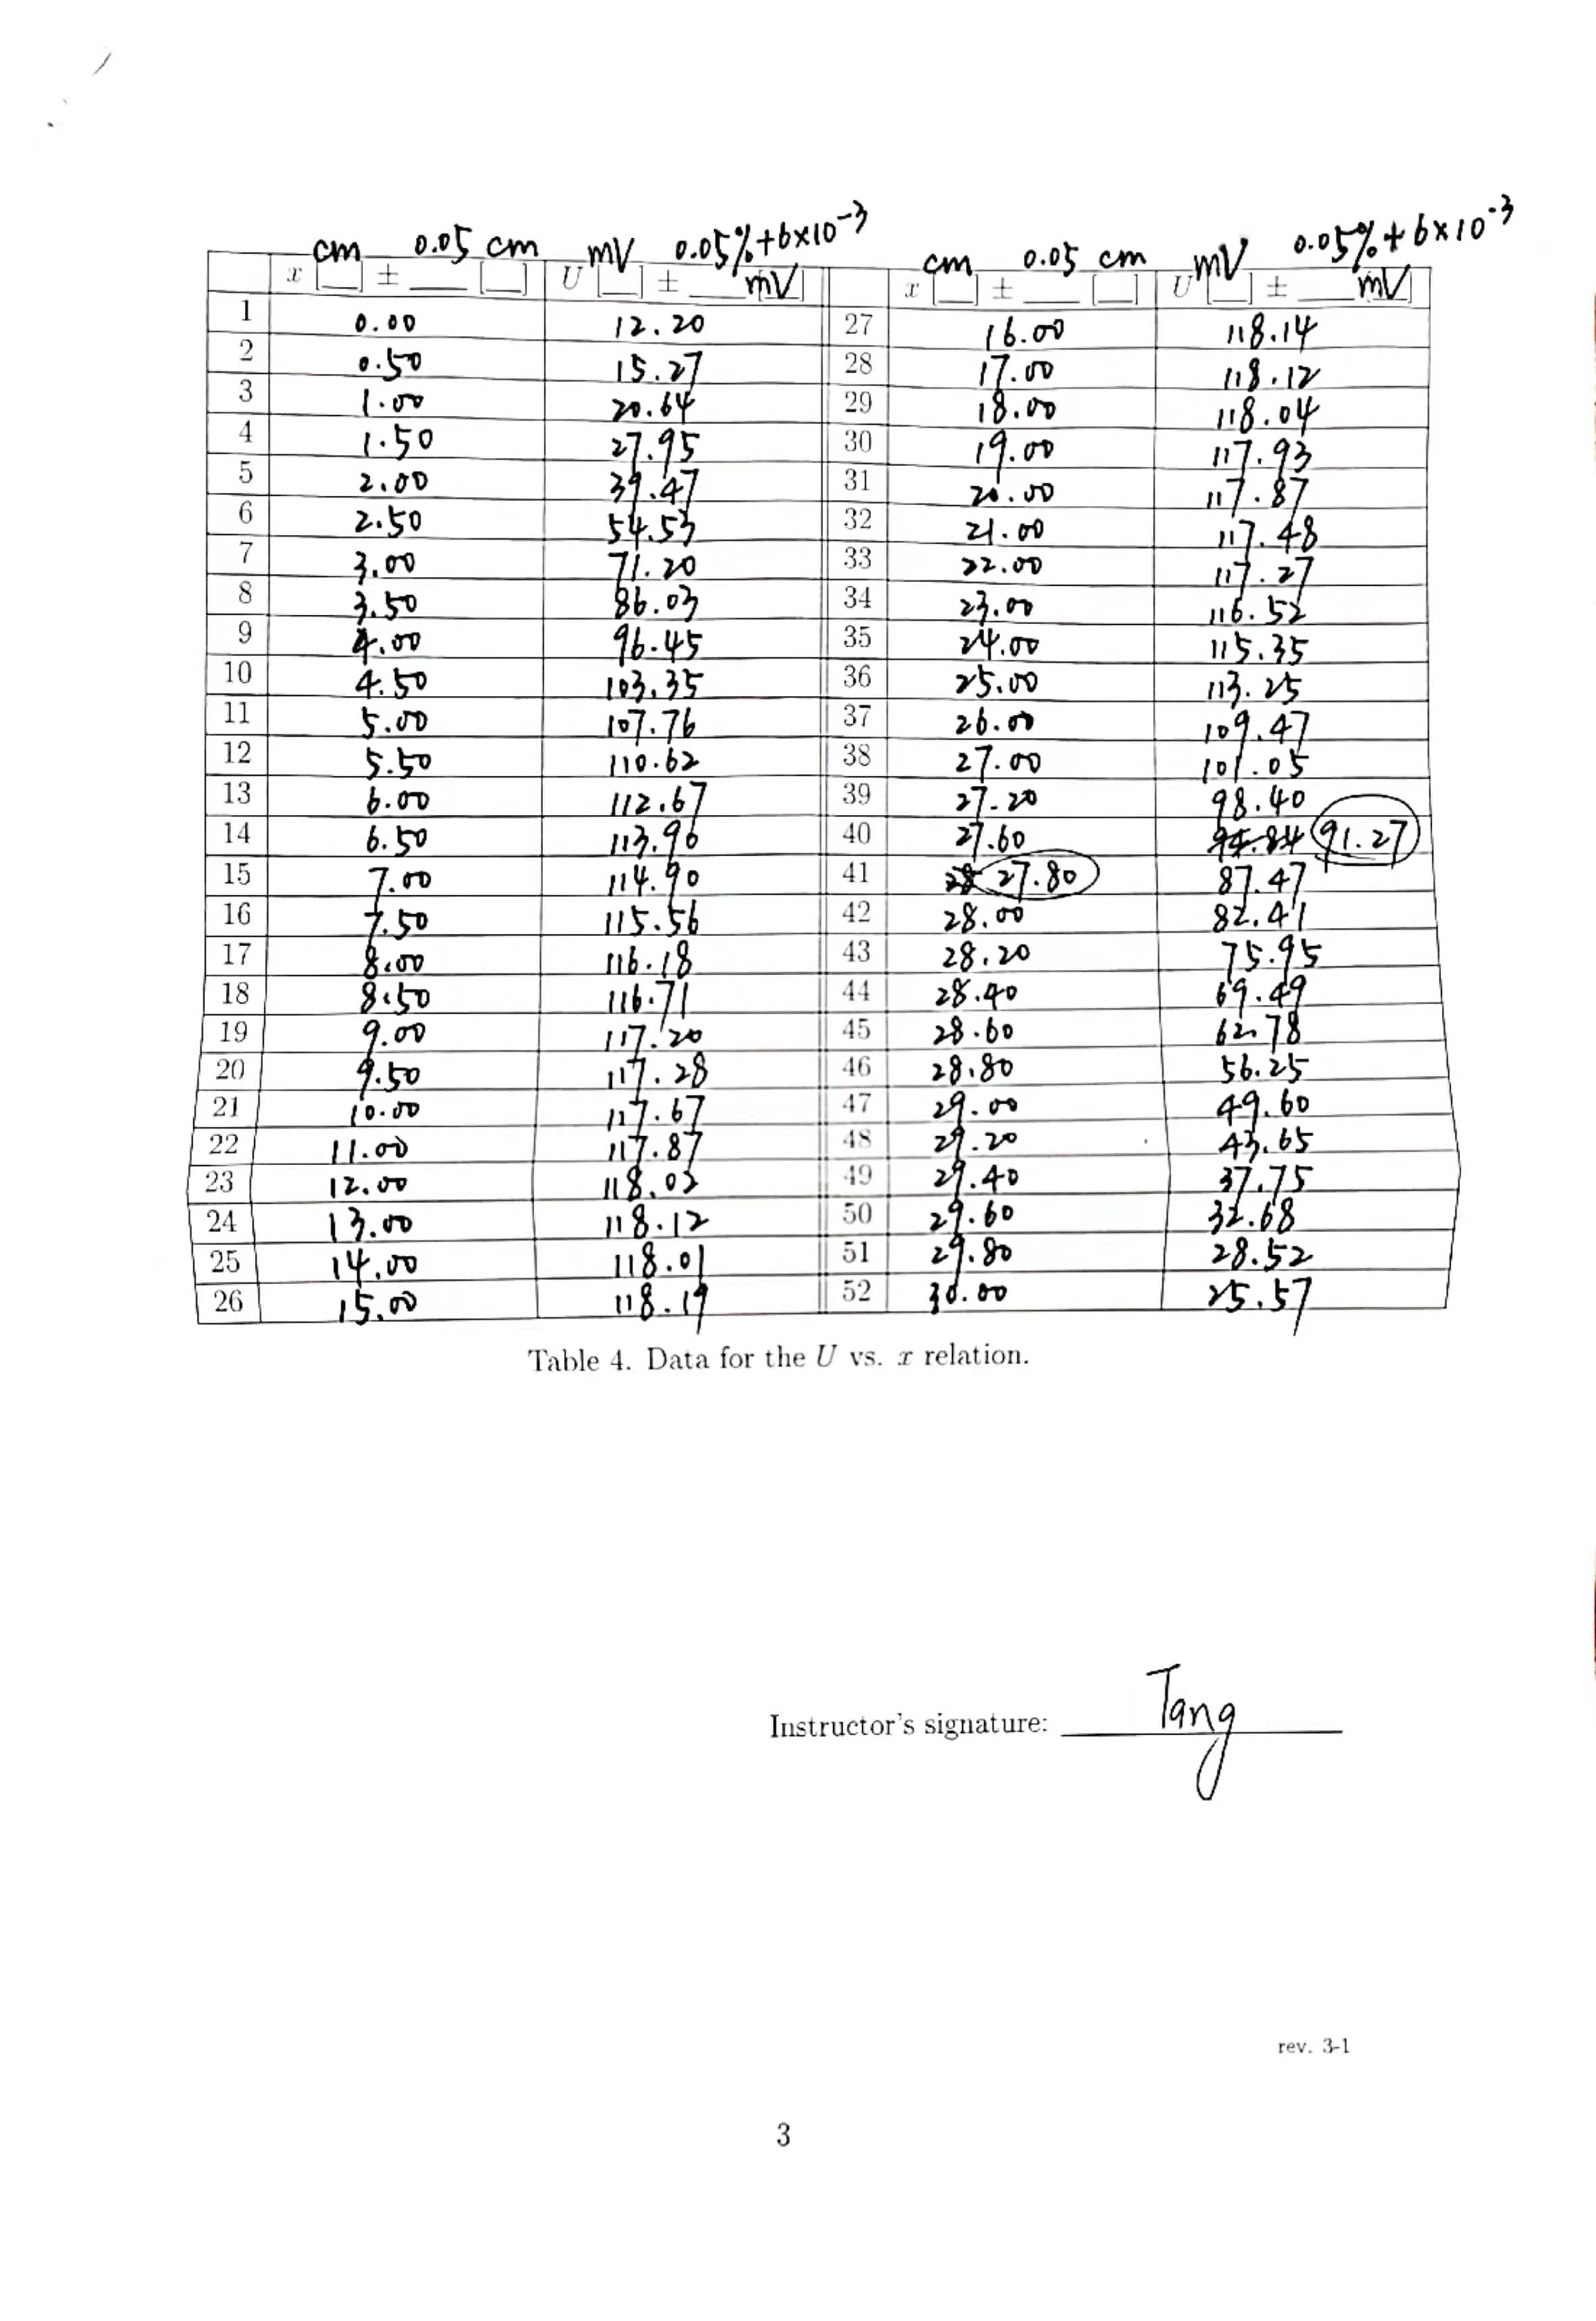 cm 0.05 cm mV 0.05%+6×10⁻³ cm 0.05 cm mV 0.05%+6×10⁻³
x [__] ± ___ [__] U [__] ± ___ mV] x [__] ± ___ [__] U [__] ± ___ mV]
1 0.00 12.20 27 16.00 118.14
2 0.50 15.27 28 17.00 118.12
3 1.00 20.64 29 18.00 118.04
4 1.50 27.95 30 19.00 117.93
5 2.00 39.47 31 20.00 117.87
6 2.50 54.53 32 21.00 117.48
7 3.00 71.20 33 22.00 117.27
8 3.50 86.03 34 23.00 116.52
9 4.00 96.45 35 24.00 115.35
10 4.50 103.35 36 25.00 113.25
11 5.00 107.76 37 26.00 109.47
12 5.50 110.62 38 27.00 101.05
13 6.00 112.67 39 27.20 98.40
14 6.50 113.96 40 27.60 94.84 91.27
15 7.00 114.90 41 28 27.80 87.47
16 7.50 115.56 42 28.00 82.41
17 8.00 116.18 43 28.20 75.95
18 8.50 116.71 44 28.40 69.49
19 9.00 117.20 45 28.60 62.78
20 9.50 117.28 46 28.80 56.25
21 10.00 117.67 47 29.00 49.60
22 11.00 117.87 48 29.20 43.65
23 12.00 118.02 49 29.40 37.75
24 13.00 118.12 50 29.60 32.68
25 14.00 118.01 51 29.80 28.52
26 15.00 118.19 52 30.00 25.57
Table 4. Data for the U vs. x relation.
Instructor's signature: Tang
rev. 3-1
3